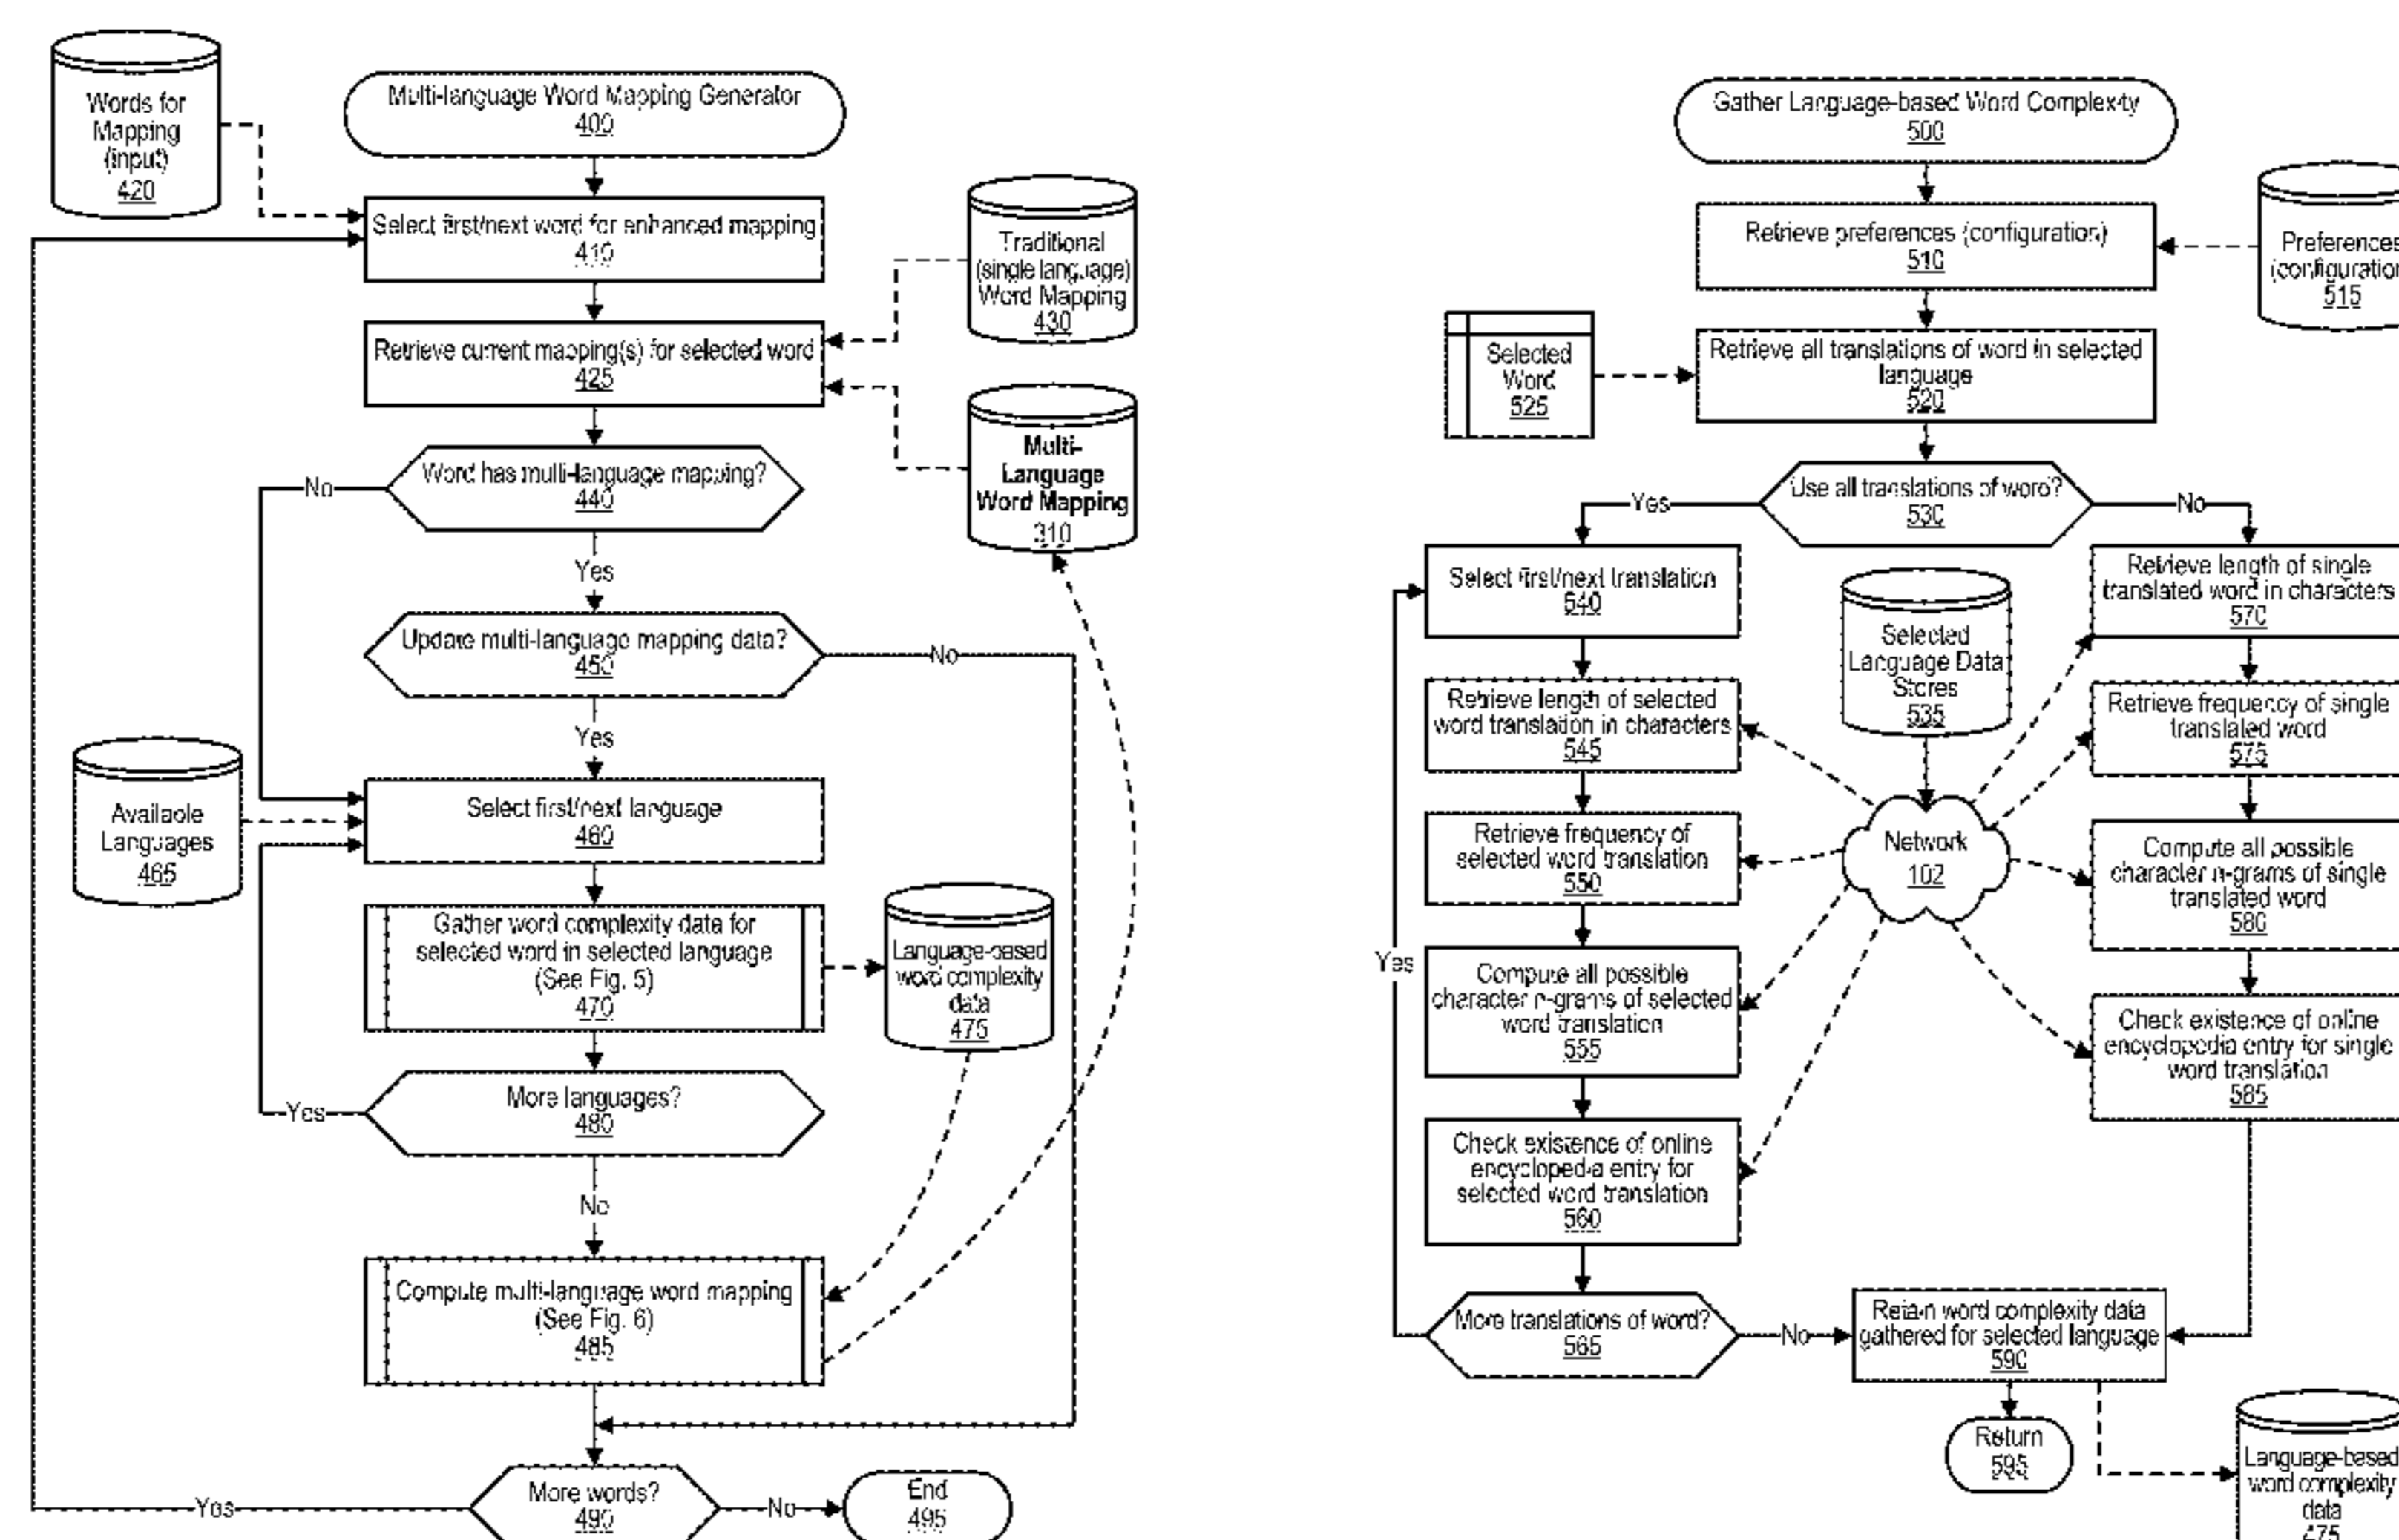 Words for
Mapping
(input)
420
Multi-language Word Mapping Generator
400
Select first/next word for enhanced mapping
410
Traditional
(single language)
Word Mapping
430
Retrieve current mapping(s) for selected word
425
Multi-
Language
Word Mapping
310
Word has multi-language mapping?
440
No
Yes
Update multi-language mapping data?
450
No
Yes
Available
Languages
465
Select first/next language
460
Gather word complexity data for
selected word in selected language
(See Fig. 5)
470
Language-based
word complexity
data
475
More languages?
480
Yes
No
Compute multi-language word mapping
(See Fig. 6)
485
More words?
490
Yes
No
End
495
Gather Language-based Word Complexity
500
Retrieve preferences (configuration)
510
Preferences
(configuration
515
Selected
Word
525
Retrieve all translations of word in selected
language
520
Use all translations of word?
530
Yes
No
Select first/next translation
540
Selected
Language Data
Stores
535
Retrieve length of single
translated word in characters
570
Retrieve length of selected
word translation in characters
545
Retrieve frequency of single
translated word
575
Retrieve frequency of
selected word translation
550
Network
102
Compute all possible
character n-grams of single
translated word
580
Yes
Compute all possible
character n-grams of selected
word translation
555
Check existence of online
encyclopedia entry for single
word translation
585
Check existence of online
encyclopedia entry for
selected word translation
560
More translations of word?
565
No
Retain word complexity data
gathered for selected language
590
Return
595
Language-based
word complexity
data
475